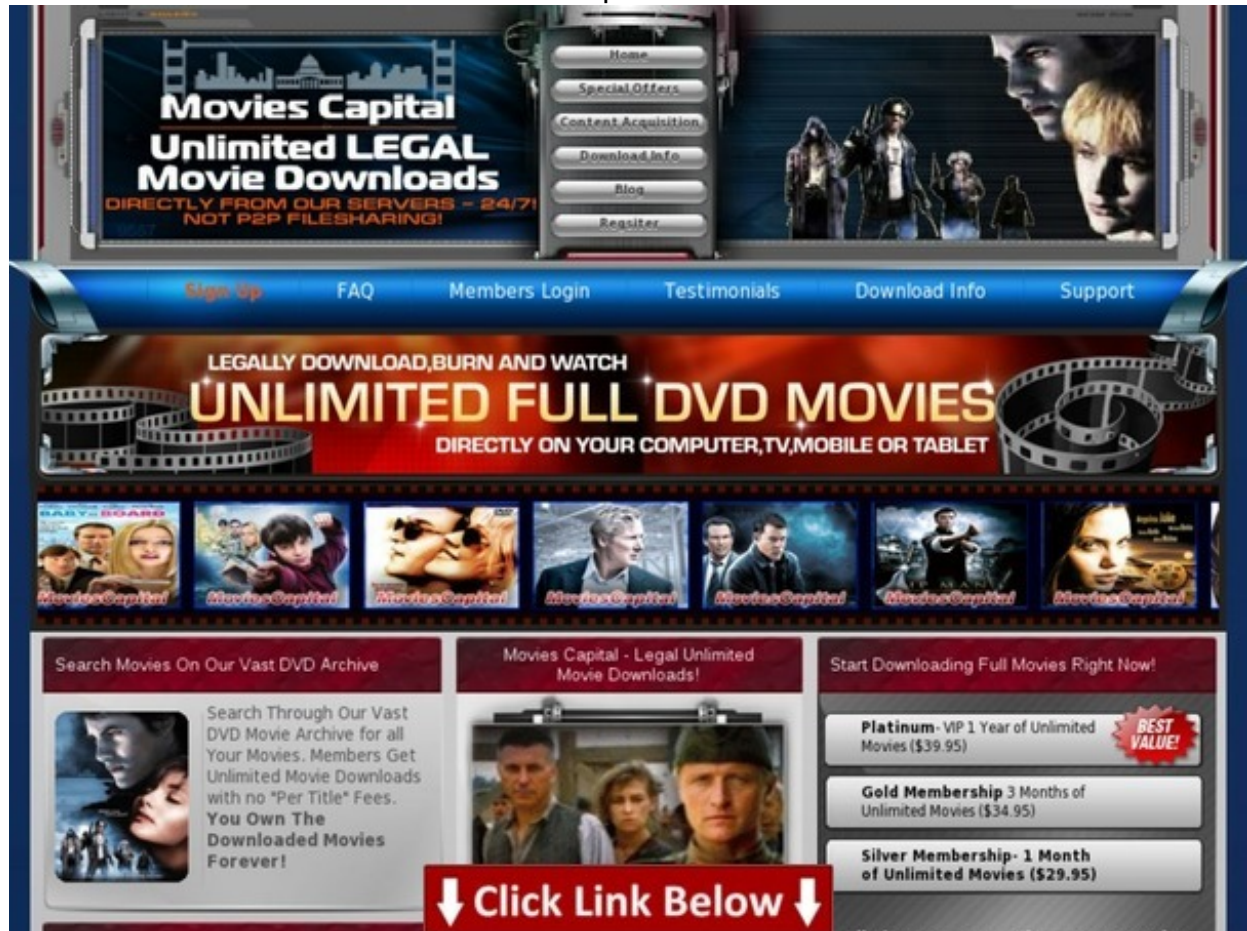 Movies Capital
Unlimited LEGAL
Movie Downloads
DIRECTLY FROM OUR SERVERS - 24/7!
NOT P2P FILESHARING!
Home
Special Offers
Content Acquisition
Download Info
Blog
Regsiter
Sign Up
FAQ
Members Login
Testimonials
Download Info
Support
LEGALLY DOWNLOAD,BURN AND WATCH
UNLIMITED FULL DVD MOVIES
DIRECTLY ON YOUR COMPUTER,TV,MOBILE OR TABLET
BABY ON BOARD
MoviesCapital
MoviesCapital
MoviesCapital
MoviesCapital
MoviesCapital
MoviesCapital
MoviesCapital
Search Movies On Our Vast DVD Archive
Search Through Our Vast
DVD Movie Archive for all
Your Movies. Members Get
Unlimited Movie Downloads
with no "Per Title" Fees.
You Own The
Downloaded Movies
Forever!
Movies Capital - Legal Unlimited
Movie Downloads!
Start Downloading Full Movies Right Now!
Platinum- VIP 1 Year of Unlimited
Movies ($39.95)
BEST
VALUE!
Gold Membership 3 Months of
Unlimited Movies ($34.95)
Silver Membership- 1 Month
of Unlimited Movies ($29.95)
Click Link Below